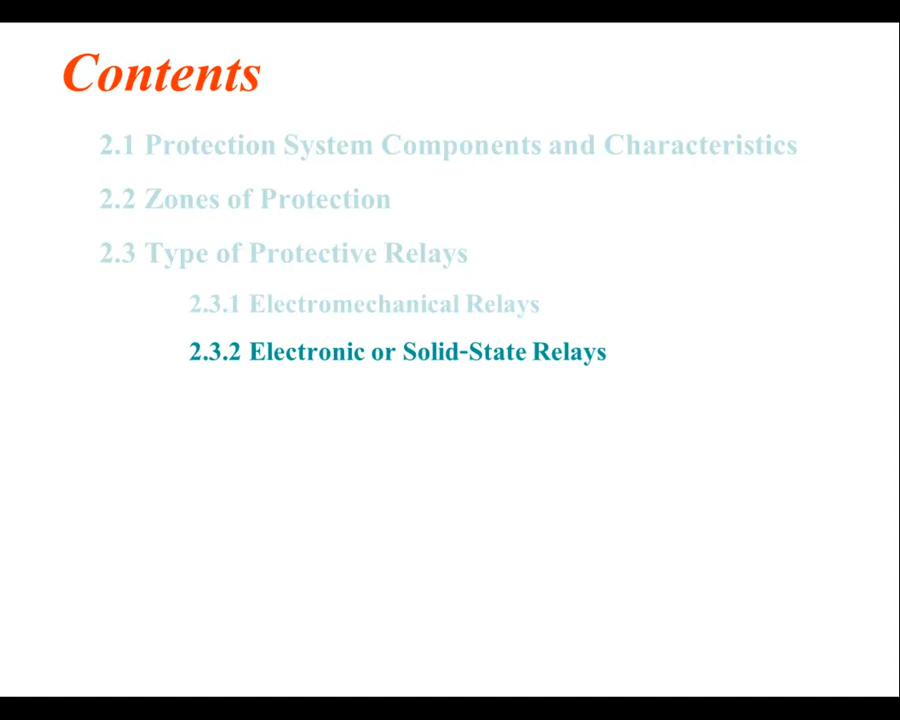 Contents
2.1 Protection System Components and Characteristics
2.2 Zones of Protection
2.3 Type of Protective Relays
2.3.1 Electromechanical Relays
2.3.2 Electronic or Solid-State Relays